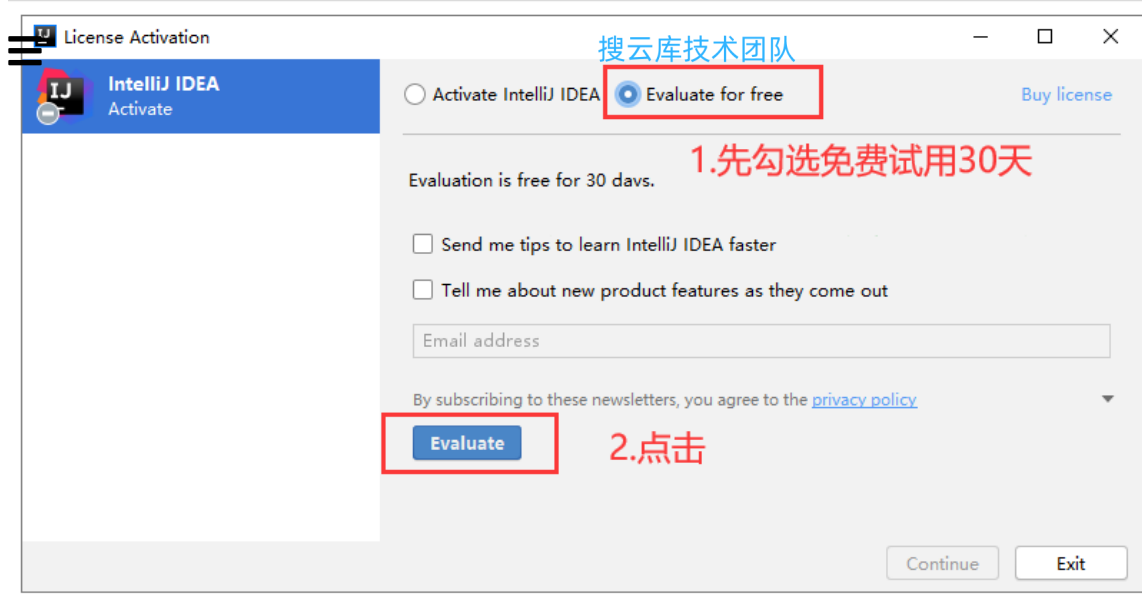 License Activation
搜云库技术团队
IntelliJ IDEA
Activate
Activate IntelliJ IDEA
Evaluate for free
Buy license
1.先勾选免费试用30天
Evaluation is free for 30 days.
Send me tips to learn IntelliJ IDEA faster
Tell me about new product features as they come out
Email address
By subscribing to these newsletters, you agree to the privacy policy
Evaluate
2.点击
Continue
Exit